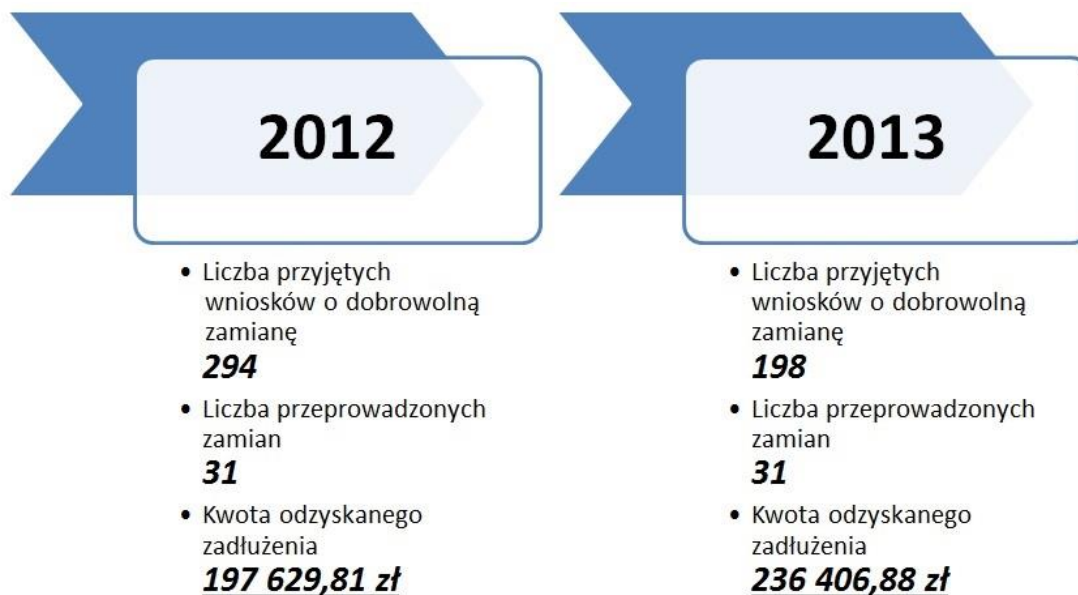 2012
• Liczba przyjętych
wniosków o dobrowolną
zamianę
294
• Liczba przeprowadzonych
zamian
31
• Kwota odzyskanego
zadłużenia
197 629,81 zł
2013
• Liczba przyjętych
wniosków o dobrowolną
zamianę
198
• Liczba przeprowadzonych
zamian
31
• Kwota odzyskanego
zadłużenia
236 406,88 zł